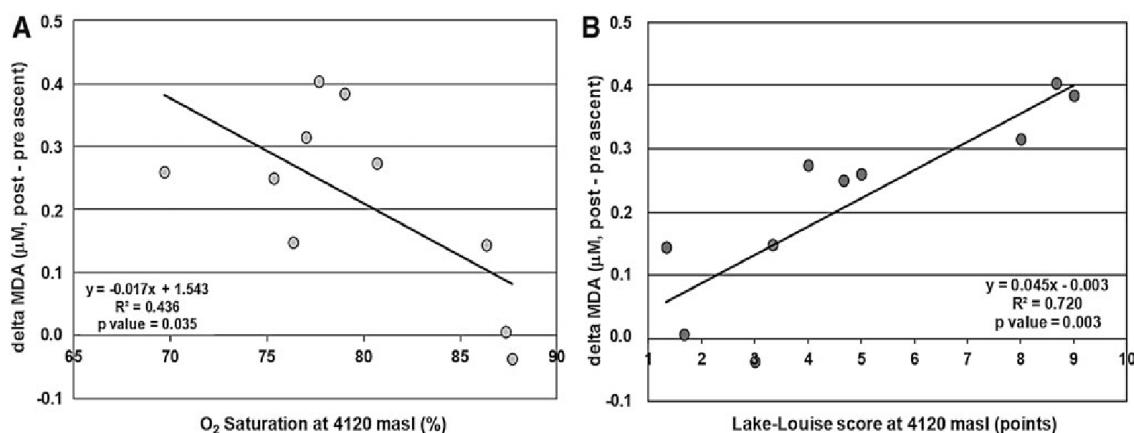 A
delta MDA (µM, post - pre ascent)
0.5
0.4
0.3
0.2
0.1
0.0
-0.1
65
70
75
80
85
90
y = -0.017x + 1.543
R² = 0.436
p value = 0.035
O₂ Saturation at 4120 masl (%)
B
delta MDA (µM, post - pre ascent)
0.5
0.4
0.3
0.2
0.1
0.0
-0.1
1
2
3
4
5
6
7
8
9
10
y = 0.045x - 0.003
R² = 0.720
p value = 0.003
Lake-Louise score at 4120 masl (points)